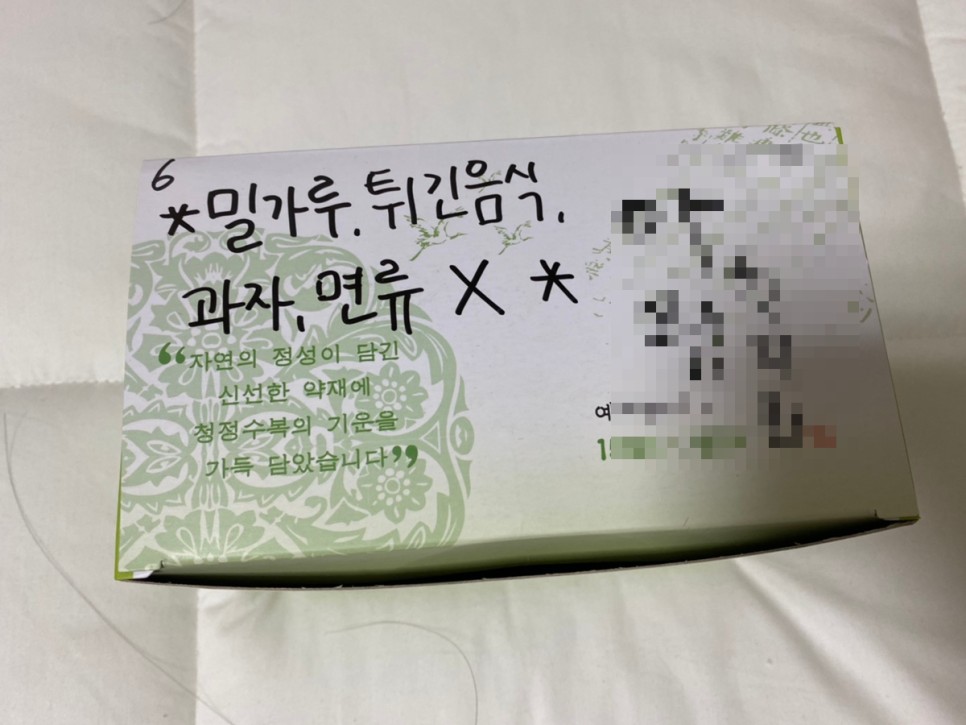 6
*밀가루. 튀긴음식.
과자, 면류 X *
“자연의 정성이 담긴
신선한 약재에
청정수복의 기운을
가득 담았습니다”
예